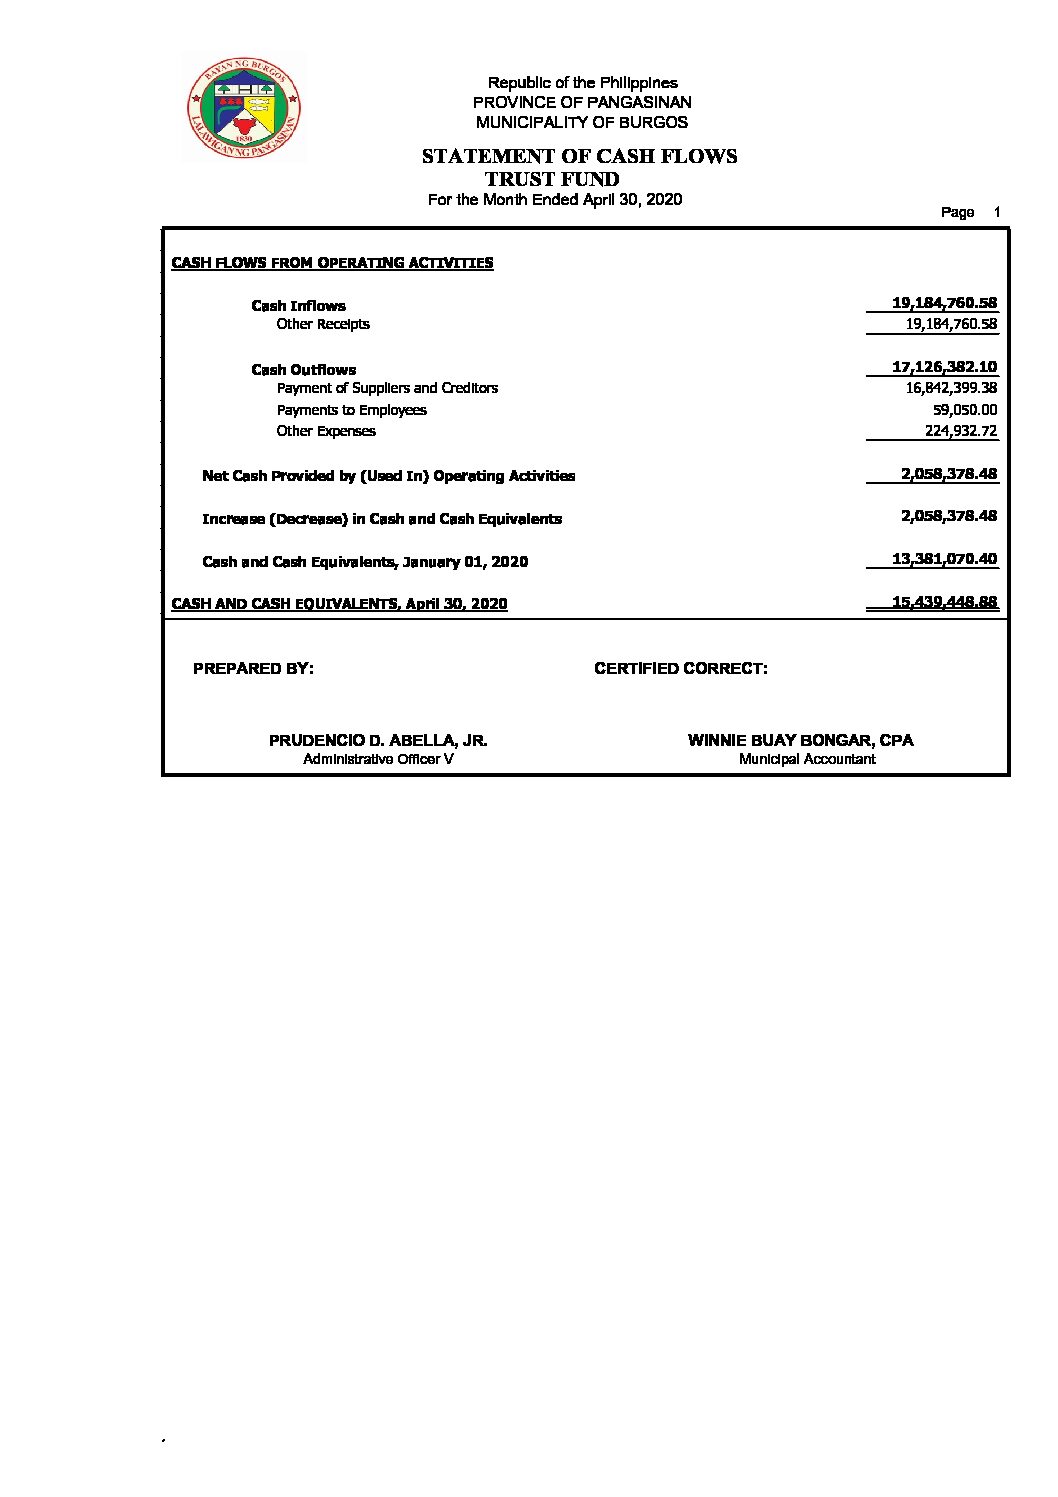 BAYAN NG BURGOS
LALAWIGAN NG PANGASINAN
1830
Republic of the Philippines
PROVINCE OF PANGASINAN
MUNICIPALITY OF BURGOS
STATEMENT OF CASH FLOWS
TRUST FUND
For the Month Ended April 30, 2020
Page 1
CASH FLOWS FROM OPERATING ACTIVITIES
Cash Inflows 19,184,760.58
Other Receipts 19,184,760.58
Cash Outflows 17,126,382.10
Payment of Suppliers and Creditors 16,842,399.38
Payments to Employees 59,050.00
Other Expenses 224,932.72
Net Cash Provided by (Used In) Operating Activities 2,058,378.48
Increase (Decrease) in Cash and Cash Equivalents 2,058,378.48
Cash and Cash Equivalents, January 01, 2020 13,381,070.40
CASH AND CASH EQUIVALENTS, April 30, 2020 15,439,448.88
PREPARED BY: CERTIFIED CORRECT:
PRUDENCIO D. ABELLA, JR. WINNIE BUAY BONGAR, CPA
Administrative Officer V Municipal Accountant